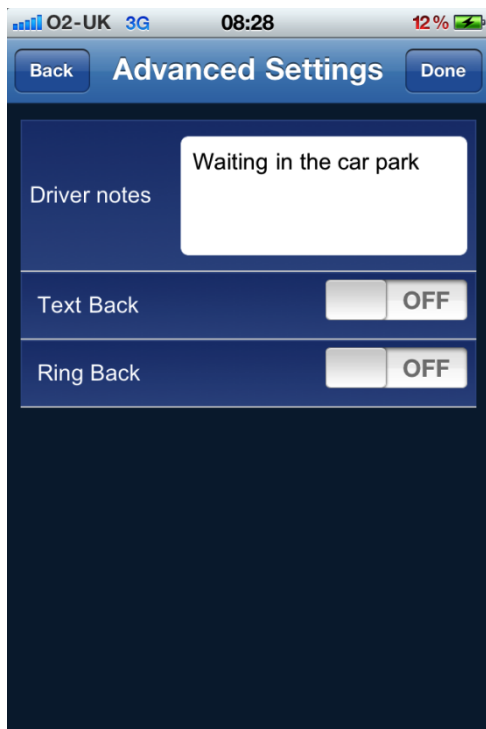 O2-UK 3G 08:28 12%
Back Advanced Settings Done
Driver notes Waiting in the car park
Text Back OFF
Ring Back OFF